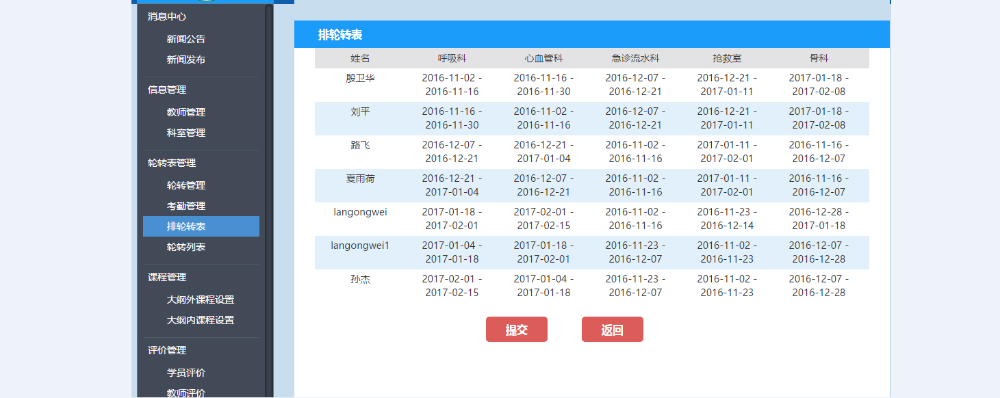 消息中心
新闻公告
新闻发布
信息管理
教师管理
科室管理
轮转表管理
轮转管理
考勤管理
排轮转表
轮转列表
课程管理
大纲外课程设置
大纲内课程设置
评价管理
学员评价
教师评价
排轮转表
姓名 呼吸科 心血管科 急诊流水科 抢救室 骨科
殷卫华 2016-11-02 - 2016-11-16 - 2016-12-07 - 2016-12-21 - 2017-01-18 -
2016-11-16 2016-11-30 2016-12-21 2017-01-11 2017-02-08
刘平 2016-11-16 - 2016-11-02 - 2016-12-07 - 2016-12-21 - 2017-01-18 -
2016-11-30 2016-11-16 2016-12-21 2017-01-11 2017-02-08
路飞 2016-12-07 - 2016-12-21 - 2016-11-02 - 2017-01-11 - 2016-11-16 -
2016-12-21 2017-01-04 2016-11-16 2017-02-01 2016-12-07
夏雨荷 2016-12-21 - 2016-12-07 - 2016-11-02 - 2017-01-11 - 2016-11-16 -
2017-01-04 2016-12-21 2016-11-16 2017-02-01 2016-12-07
langongwei 2017-01-18 - 2017-02-01 - 2016-11-02 - 2016-11-23 - 2016-12-28 -
2017-02-01 2017-02-15 2016-11-16 2016-12-14 2017-01-18
langongwei1 2017-01-04 - 2017-01-18 - 2016-11-23 - 2016-11-02 - 2016-12-07 -
2017-01-18 2017-02-01 2016-12-07 2016-11-23 2016-12-28
孙杰 2017-02-01 - 2017-01-04 - 2016-11-23 - 2016-11-02 - 2016-12-07 -
2017-02-15 2017-01-18 2016-12-07 2016-11-23 2016-12-28
提交 返回